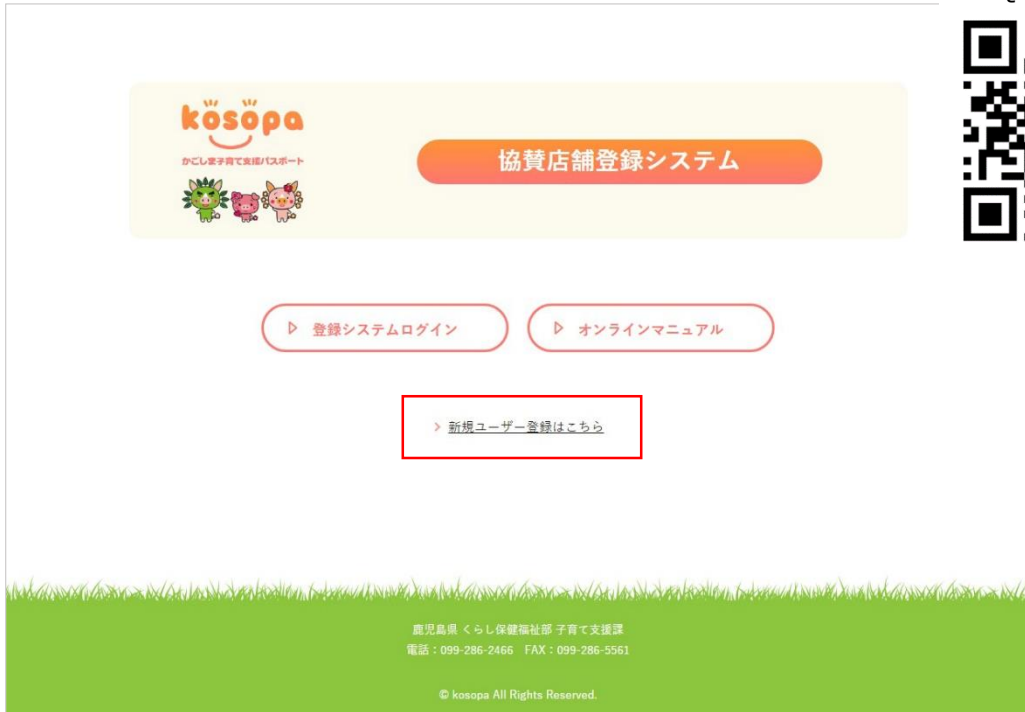 kosopa
かごしま子育て支援パスポート
協賛店舗登録システム
登録システムログイン
オンラインマニュアル
新規ユーザー登録はこちら
鹿児島県 くらし保健福祉部 子育て支援課
電話：099-286-2466 FAX：099-286-5561
© kosopa All Rights Reserved.